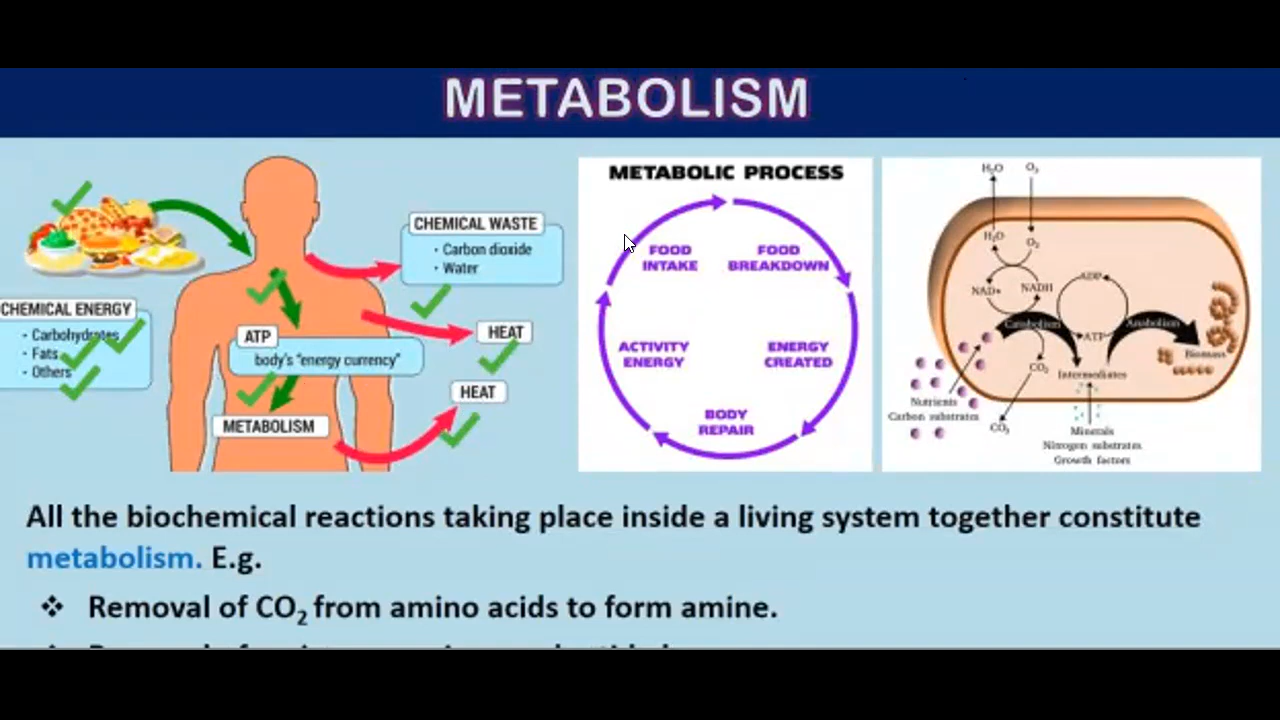 METABOLISM
CHEMICAL WASTE
· Carbon dioxide
· Water
CHEMICAL ENERGY
· Carbohydrates
· Fats
· Others
ATP
body's "energy currency"
HEAT
HEAT
METABOLISM
METABOLIC PROCESS
FOOD
INTAKE
FOOD
BREAKDOWN
ACTIVITY
ENERGY
ENERGY
CREATED
BODY
REPAIR
H₂O
O₂
H₂O
O₂
NAD+
NADH
ADP
Catabolism
ATP
Anabolism
CO₂
Intermediates
Biomass
Nutrients
Carbon substrates
CO₂
Minerals
Nitrogen substrates
Growth factors
All the biochemical reactions taking place inside a living system together constitute
metabolism. E.g.
❖ Removal of CO₂ from amino acids to form amine.